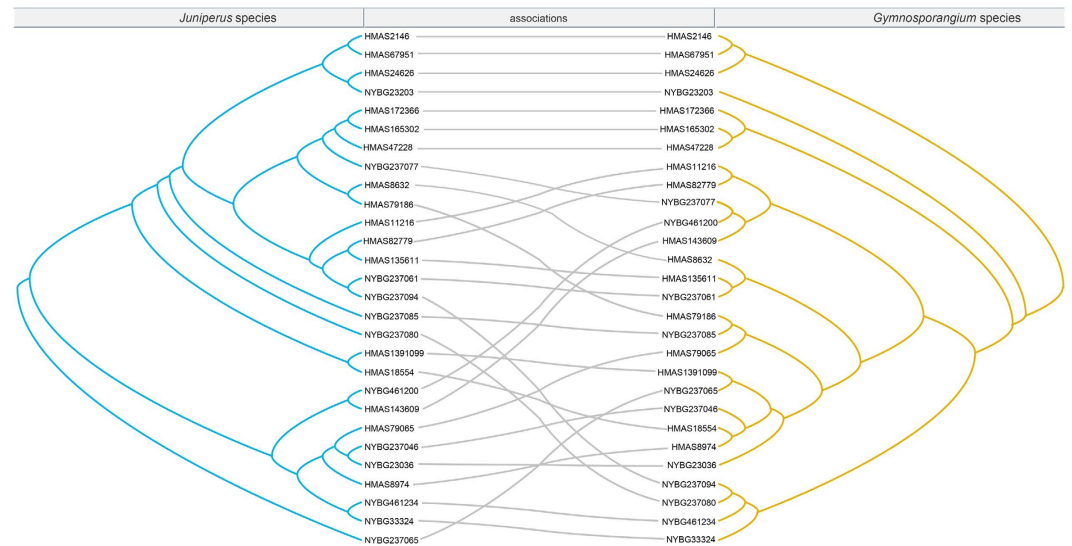 Juniperus species
associations
Gymnosporangium species
HMAS2146 HMAS2146
HMAS67951 HMAS67951
HMAS24626 HMAS24626
NYBG23203 NYBG23203
HMAS172366 HMAS172366
HMAS165302 HMAS165302
HMAS47228 HMAS47228
NYBG237077 HMAS11216
HMAS8632 HMAS82779
HMAS79186 NYBG237077
HMAS11216 NYBG461200
HMAS82779 HMAS143609
HMAS135611 HMAS8632
NYBG237061 HMAS135611
NYBG237094 NYBG237061
NYBG237085 HMAS79186
NYBG237080 NYBG237085
HMAS1391099 HMAS79065
HMAS18554 HMAS1391099
NYBG461200 NYBG237065
HMAS143609 NYBG237046
HMAS79065 HMAS18554
NYBG237046 HMAS8974
NYBG23036 NYBG23036
HMAS8974 NYBG237094
NYBG461234 NYBG237080
NYBG33324 NYBG461234
NYBG237065 NYBG33324